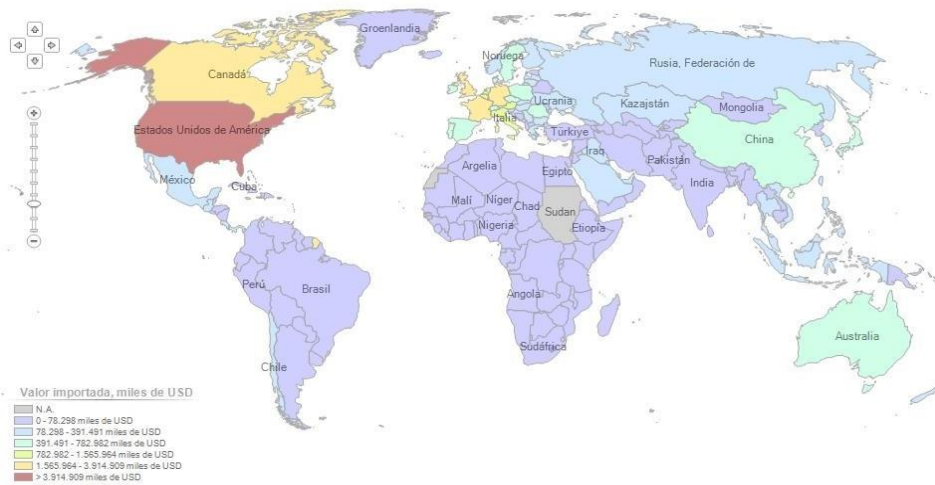 Groenlandia
Canadá
Noruega
Rusia, Federación de
Ucrania
Kazajstán
Mongolia
Estados Unidos de América
Italia
Türkiye
China
Iraq
Pakistán
México
Cuba
Argelia
Egipto
India
Malí
Níger
Chad
Sudan
Nigeria
Etiopía
Perú
Brasil
Angola
Australia
Sudáfrica
Chile
Valor importada, miles de USD
N.A.
0 - 78.298 miles de USD
78.298 - 391.491 miles de USD
391.491 - 782.982 miles de USD
782.982 - 1.565.964 miles de USD
1.565.964 - 3.914.909 miles de USD
> 3.914.909 miles de USD